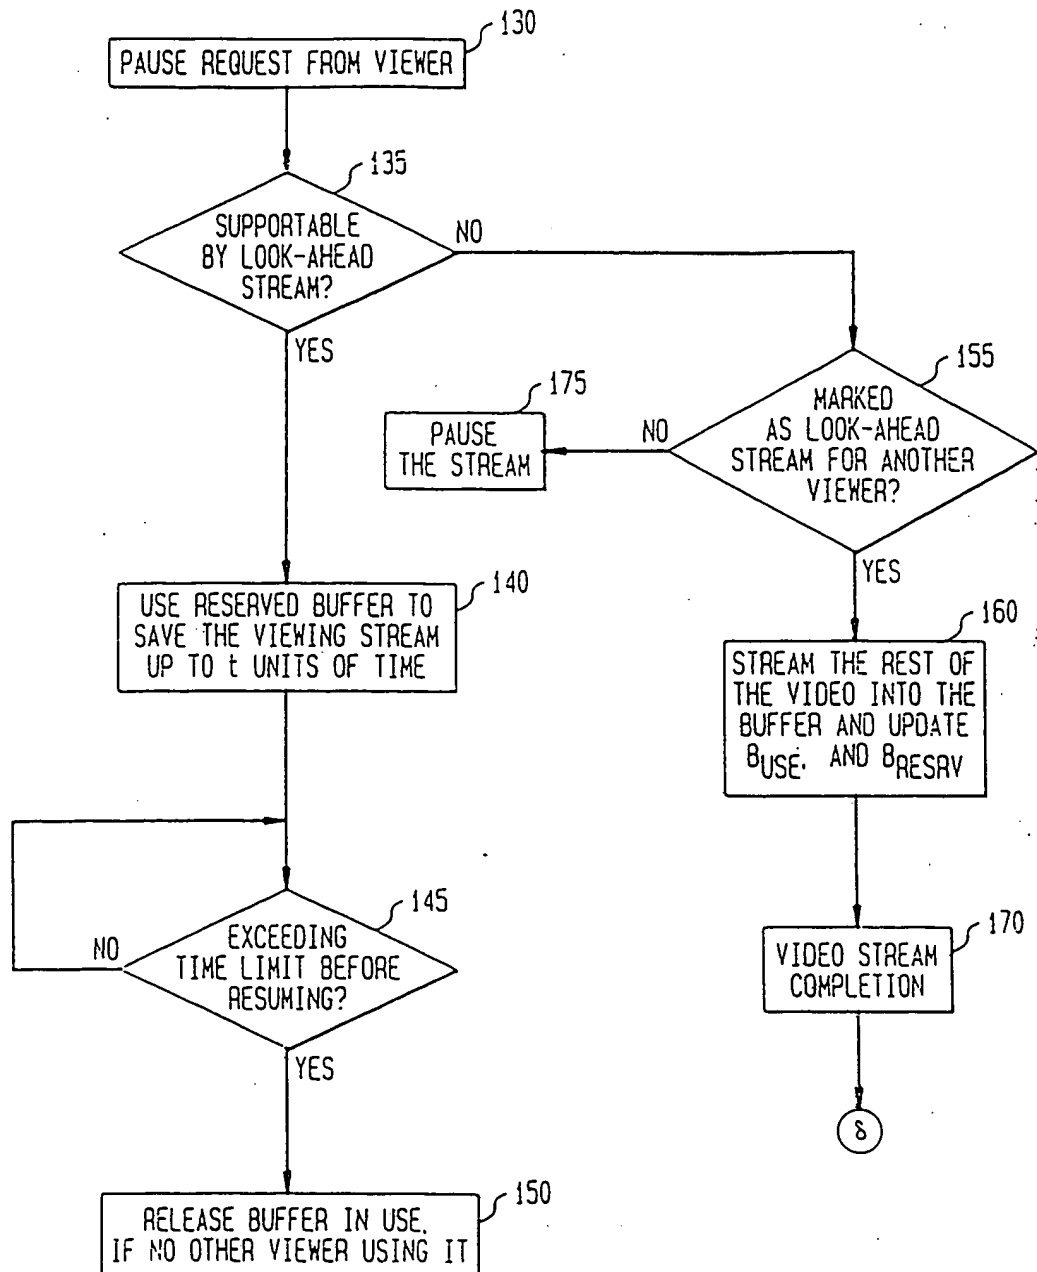 130
PAUSE REQUEST FROM VIEWER
135
SUPPORTABLE
BY LOOK-AHEAD
STREAM?
NO
YES
155
MARKED
AS LOOK-AHEAD
STREAM FOR ANOTHER
VIEWER?
NO
YES
175
PAUSE
THE STREAM
140
USE RESERVED BUFFER TO
SAVE THE VIEWING STREAM
UP TO t UNITS OF TIME
160
STREAM THE REST OF
THE VIDEO INTO THE
BUFFER AND UPDATE
BUSE. AND BRESRV
145
EXCEEDING
TIME LIMIT BEFORE
RESUMING?
NO
YES
170
VIDEO STREAM
COMPLETION
δ
150
RELEASE BUFFER IN USE.
IF NO OTHER VIEWER USING IT